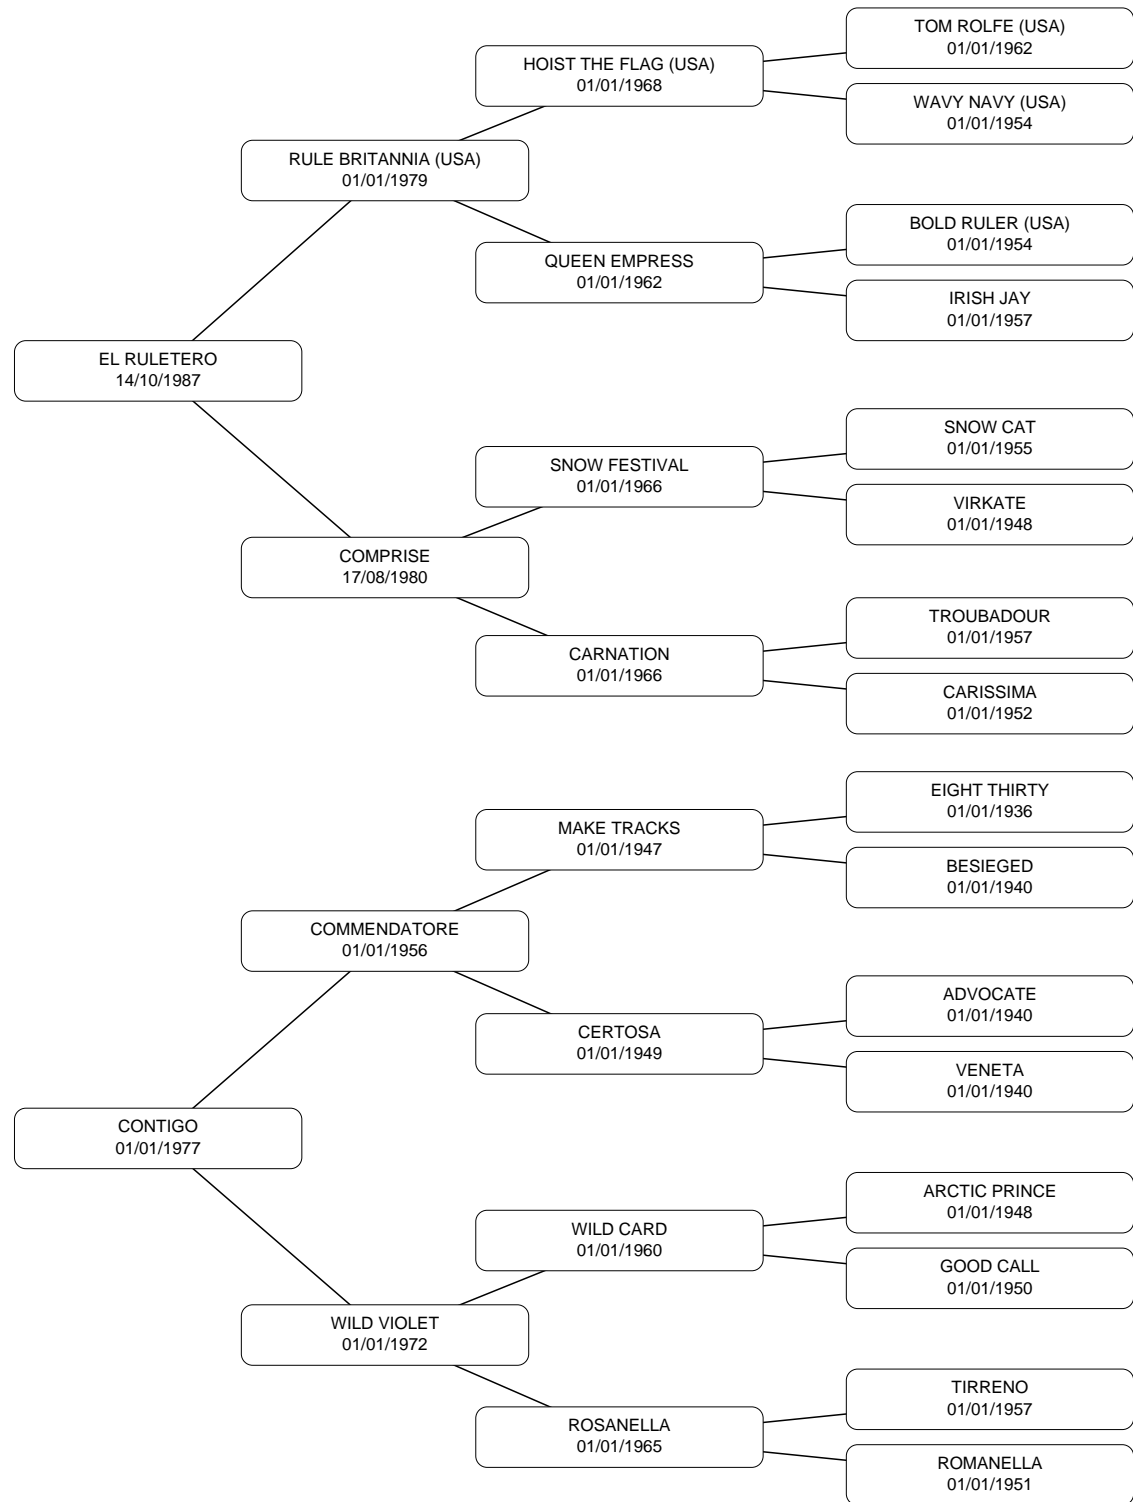 TOM ROLFE (USA)
01/01/1962
HOIST THE FLAG (USA)
01/01/1968
WAVY NAVY (USA)
01/01/1954
RULE BRITANNIA (USA)
01/01/1979
BOLD RULER (USA)
01/01/1954
QUEEN EMPRESS
01/01/1962
IRISH JAY
01/01/1957
EL RULETERO
14/10/1987
SNOW CAT
01/01/1955
SNOW FESTIVAL
01/01/1966
VIRKATE
01/01/1948
COMPRISE
17/08/1980
TROUBADOUR
01/01/1957
CARNATION
01/01/1966
CARISSIMA
01/01/1952
EIGHT THIRTY
01/01/1936
MAKE TRACKS
01/01/1947
BESIEGED
01/01/1940
COMMENDATORE
01/01/1956
ADVOCATE
01/01/1940
CERTOSA
01/01/1949
VENETA
01/01/1940
CONTIGO
01/01/1977
ARCTIC PRINCE
01/01/1948
WILD CARD
01/01/1960
GOOD CALL
01/01/1950
WILD VIOLET
01/01/1972
TIRRENO
01/01/1957
ROSANELLA
01/01/1965
ROMANELLA
01/01/1951